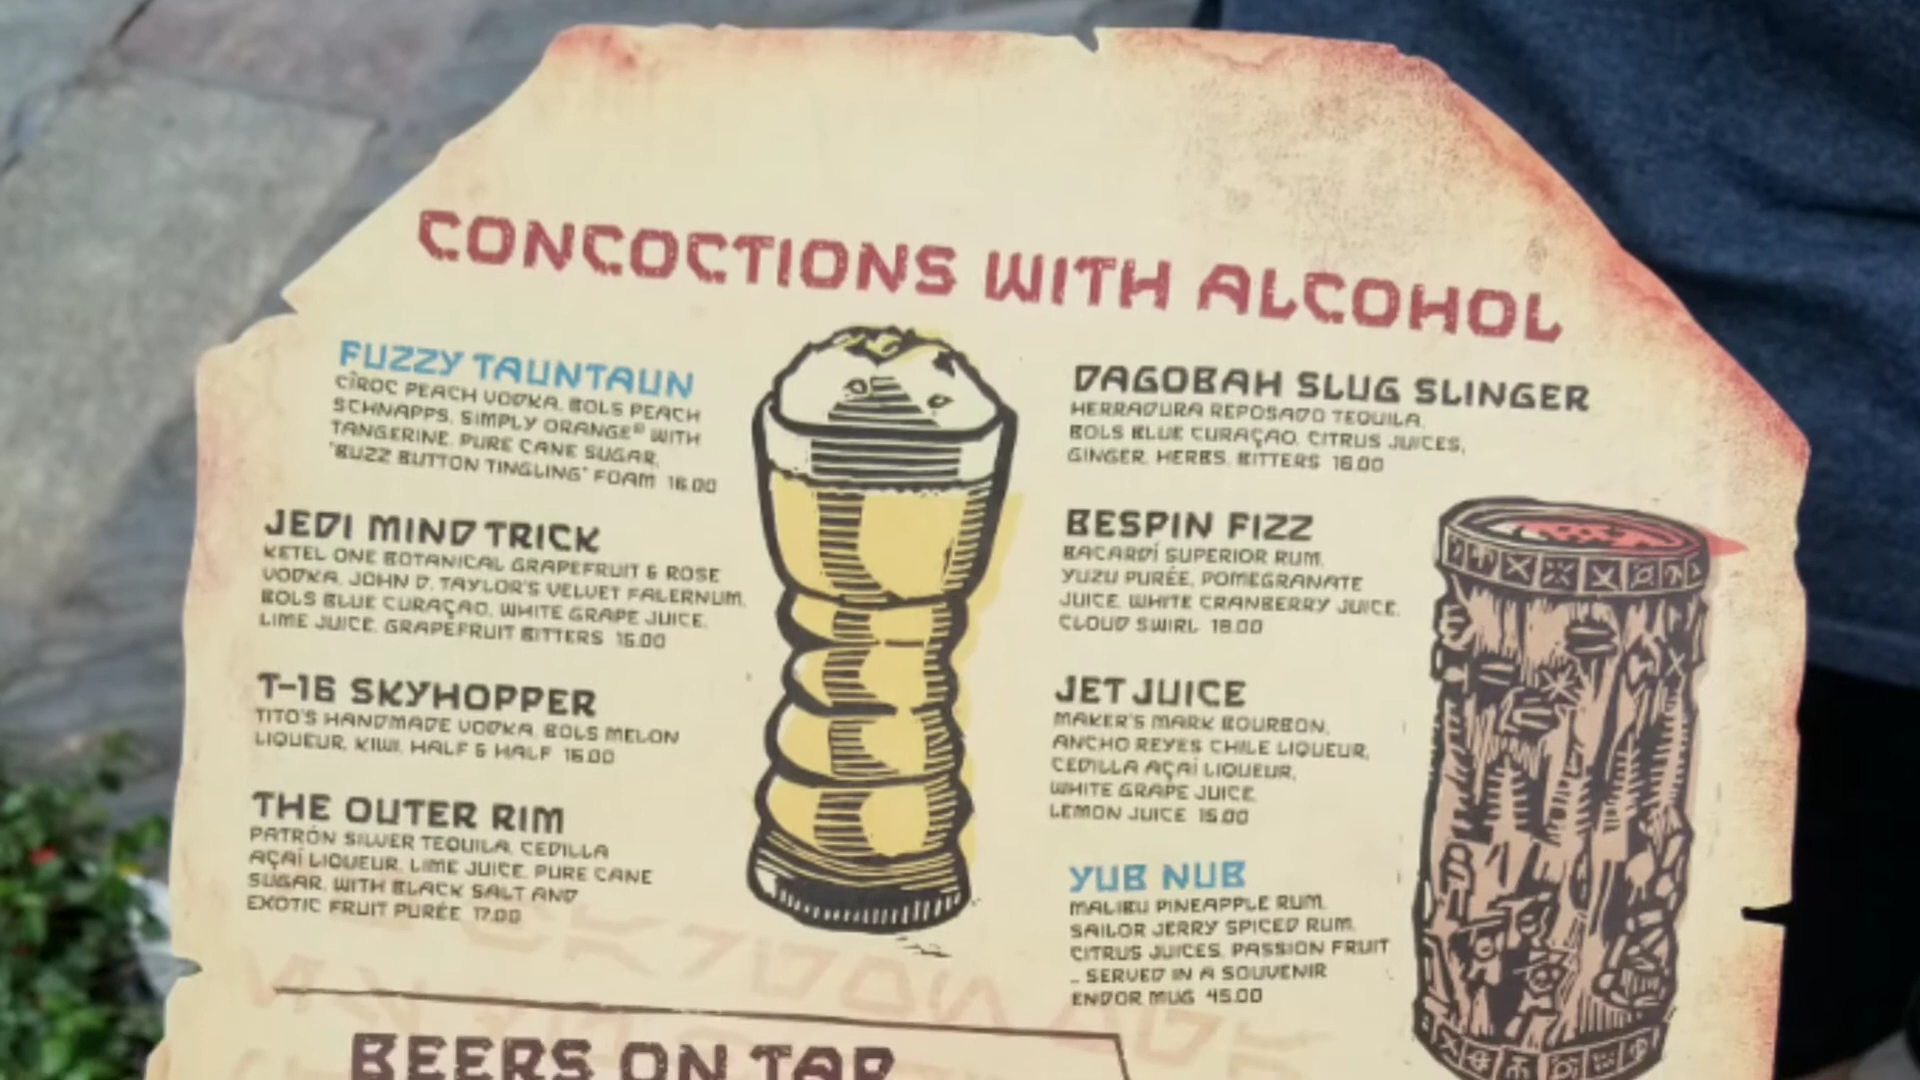 CONCOCTIONS WITH ALCOHOL
FUZZY TAUNTAUN
CÎROC PEACH VODKA, BOLS PEACH
SCHNAPPS, SIMPLY ORANGE® WITH
TANGERINE, PURE CANE SUGAR,
"BUZZ BUTTON TINGLING" FOAM 16.00
JEDI MIND TRICK
KETEL ONE BOTANICAL GRAPEFRUIT & ROSE
VODKA, JOHN D. TAYLOR'S VELVET FALERNUM,
BOLS BLUE CURAÇAO, WHITE GRAPE JUICE,
LIME JUICE, GRAPEFRUIT BITTERS 15.00
T-16 SKYHOPPER
TITO'S HANDMADE VODKA, BOLS MELON
LIQUEUR, KIWI, HALF & HALF 16.00
THE OUTER RIM
PATRÓN SILVER TEQUILA, CEDILLA
AÇAÍ LIQUEUR, LIME JUICE, PURE CANE
SUGAR, WITH BLACK SALT AND
EXOTIC FRUIT PURÉE 17.00
DAGOBAH SLUG SLINGER
HERRADURA REPOSADO TEQUILA,
BOLS BLUE CURAÇAO, CITRUS JUICES,
GINGER, HERBS, BITTERS 16.00
BESPIN FIZZ
BACARDÍ SUPERIOR RUM,
YUZU PURÉE, POMEGRANATE
JUICE, WHITE CRANBERRY JUICE,
CLOUD SWIRL 18.00
JET JUICE
MAKER'S MARK BOURBON,
ANCHO REYES CHILE LIQUEUR,
CEDILLA AÇAÍ LIQUEUR,
WHITE GRAPE JUICE,
LEMON JUICE 15.00
YUB NUB
MALIBU PINEAPPLE RUM,
SAILOR JERRY SPICED RUM,
CITRUS JUICES, PASSION FRUIT
... SERVED IN A SOUVENIR
ENDOR MUG 45.00
BEERS ON TAP